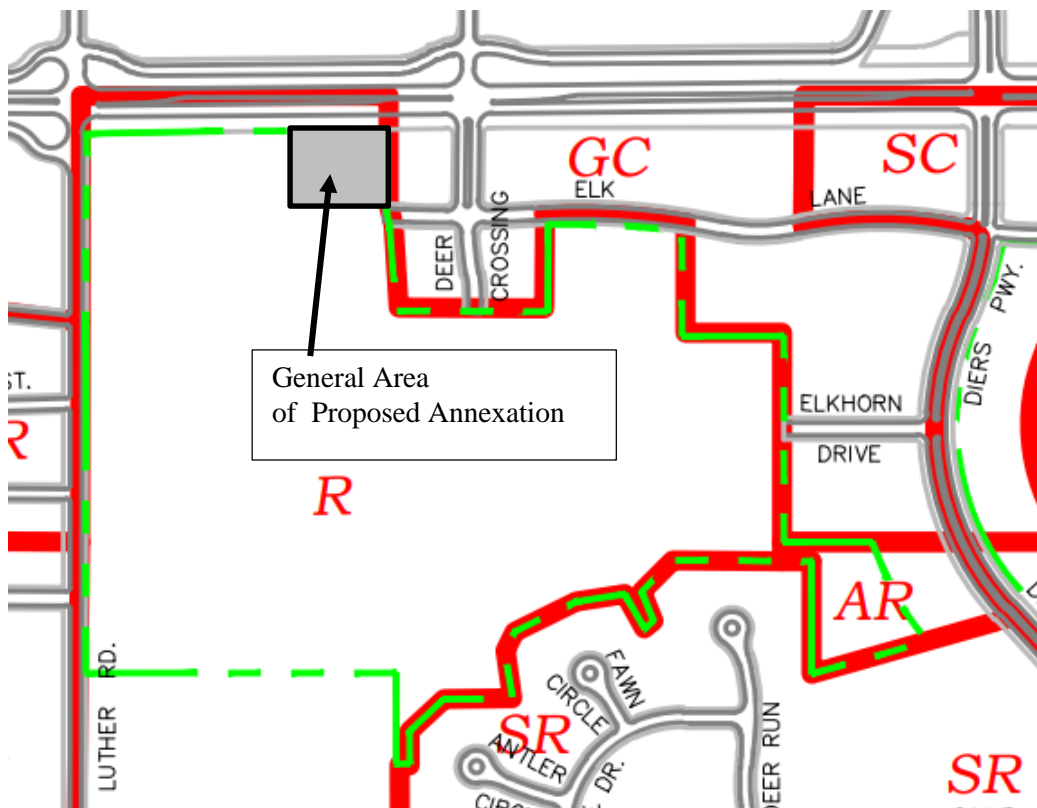 GC
SC
ELK
LANE
DEER
CROSSING
PWY.
DIERS
General Area
of Proposed Annexation
ST.
R
ELKHORN
DRIVE
R
AR
LUTHER RD.
FAWN
CIRCLE
SR
ANTLER
DR.
DEER RUN
SR